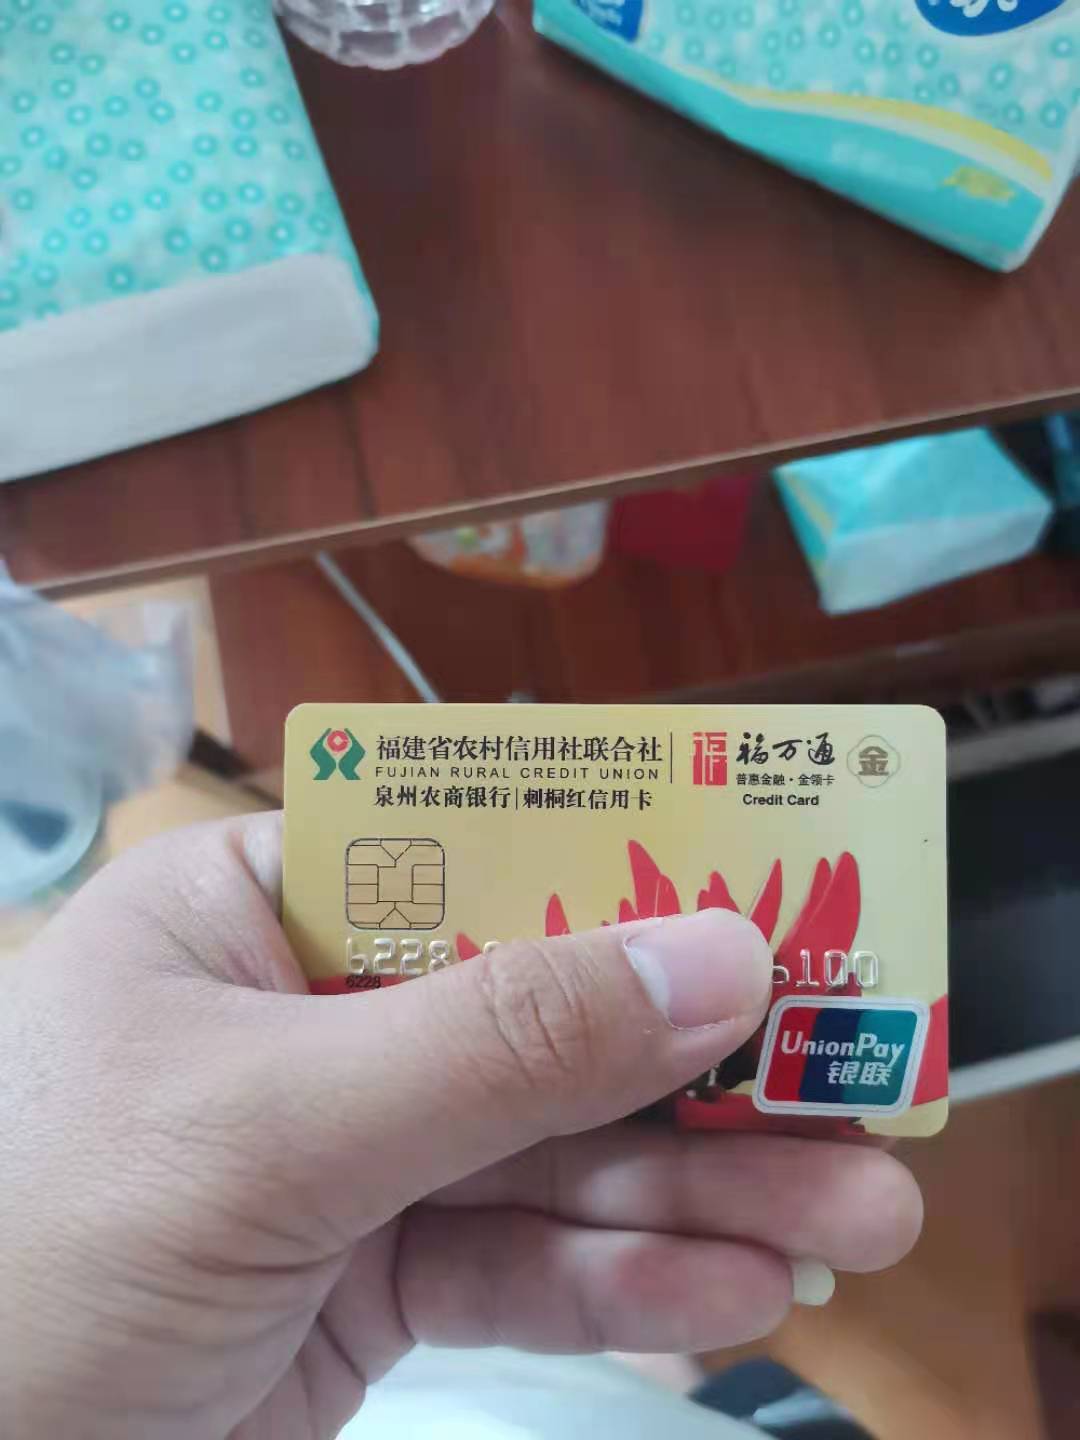 福建省农村信用社联合社
FUJIAN RURAL CREDIT UNION
泉州农商银行|刺桐红信用卡
福
福万通
普惠金融·金领卡
Credit Card
金
6228
6100
6228
UnionPay
银联